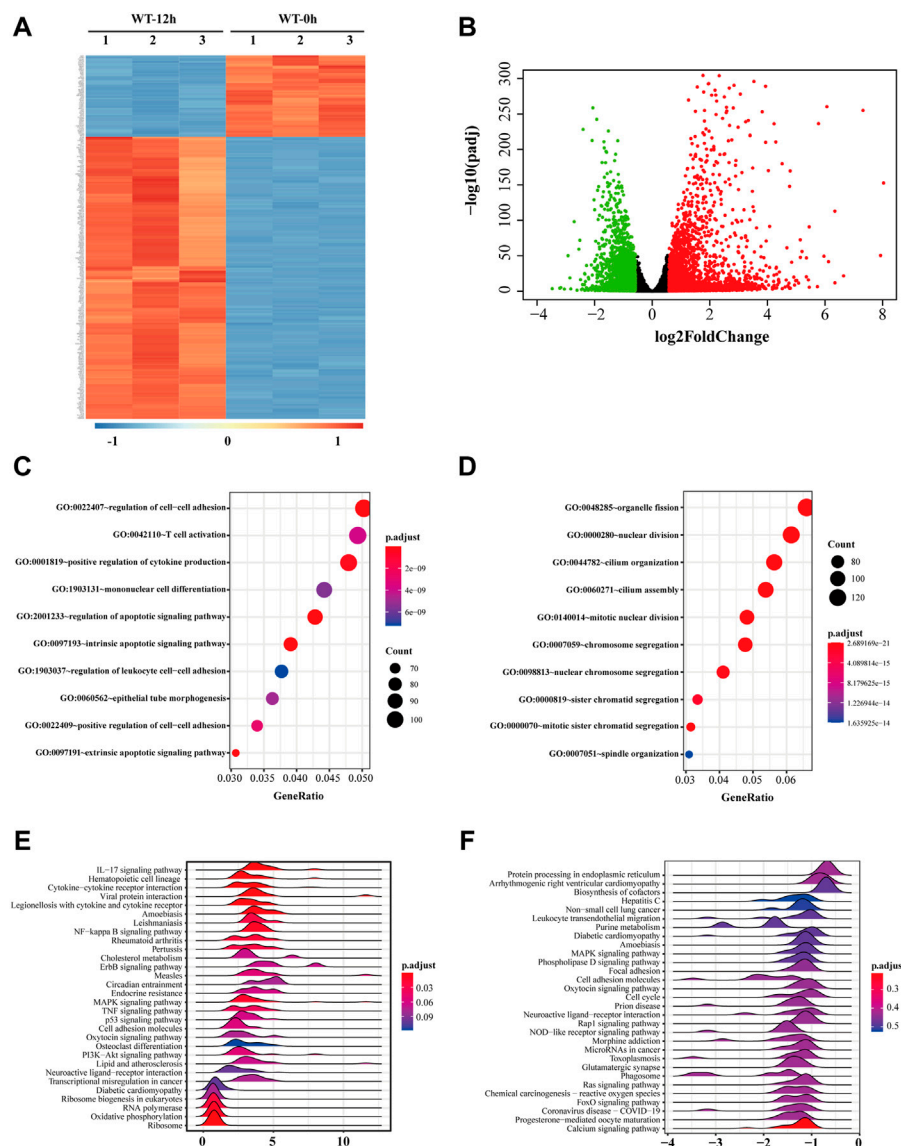 A
WT-12h WT-0h
1 2 3 1 2 3
-1 0 1
B
300
250
200
150
100
50
0
−log10(padj)
−4 −2 0 2 4 6 8
log2FoldChange
C
GO:0022407~regulation of cell−cell adhesion
GO:0042110~T cell activation
GO:0001819~positive regulation of cytokine production
GO:1903131~mononuclear cell differentiation
GO:2001233~regulation of apoptotic signaling pathway
GO:0097193~intrinsic apoptotic signaling pathway
GO:1903037~regulation of leukocyte cell−cell adhesion
GO:0060562~epithelial tube morphogenesis
GO:0022409~positive regulation of cell−cell adhesion
GO:0097191~extrinsic apoptotic signaling pathway
0.030 0.035 0.040 0.045 0.050
GeneRatio
p.adjust
2e−09
4e−09
6e−09
Count
70
80
90
100
D
GO:0048285~organelle fission
GO:0000280~nuclear division
GO:0044782~cilium organization
GO:0060271~cilium assembly
GO:0140014~mitotic nuclear division
GO:0007059~chromosome segregation
GO:0098813~nuclear chromosome segregation
GO:0000819~sister chromatid segregation
GO:0000070~mitotic sister chromatid segregation
GO:0007051~spindle organization
0.03 0.04 0.05 0.06
GeneRatio
Count
80
100
120
p.adjust
2.689169e−21
4.089814e−15
8.179625e−15
1.226944e−14
1.635925e−14
E
IL−17 signaling pathway
Hematopoietic cell lineage
Cytokine−cytokine receptor interaction
Viral protein interaction
Legionellosis with cytokine and cytokine receptor
Amoebiasis
Leishmaniasis
NF−kappa B signaling pathway
Rheumatoid arthritis
Pertussis
Cholesterol metabolism
ErbB signaling pathway
Measles
Circadian entrainment
Endocrine resistance
MAPK signaling pathway
TNF signaling pathway
p53 signaling pathway
Cell adhesion molecules
Oxytocin signaling pathway
Osteoclast differentiation
PI3K−Akt signaling pathway
Lipid and atherosclerosis
Neuroactive ligand−receptor interaction
Transcriptional misregulation in cancer
Diabetic cardiomyopathy
Ribosome biogenesis in eukaryotes
RNA polymerase
Oxidative phosphorylation
Ribosome
0 5 10
p.adjust
0.03
0.06
0.09
F
Protein processing in endoplasmic reticulum
Arrhythmogenic right ventricular cardiomyopathy
Biosynthesis of cofactors
Hepatitis C
Non−small cell lung cancer
Leukocyte transendothelial migration
Purine metabolism
Diabetic cardiomyopathy
Amoebiasis
MAPK signaling pathway
Phospholipase D signaling pathway
Focal adhesion
Cell adhesion molecules
Oxytocin signaling pathway
Cell cycle
Prion disease
Neuroactive ligand−receptor interaction
Rap1 signaling pathway
NOD−like receptor signaling pathway
Morphine addiction
MicroRNAs in cancer
Toxoplasmosis
Glutamatergic synapse
Phagosome
Ras signaling pathway
Chemical carcinogenesis − reactive oxygen species
FoxO signaling pathway
Coronavirus disease − COVID−19
Progesterone−mediated oocyte maturation
Calcium signaling pathway
−4 −3 −2 −1 0
p.adjust
0.2
0.3
0.4
0.5